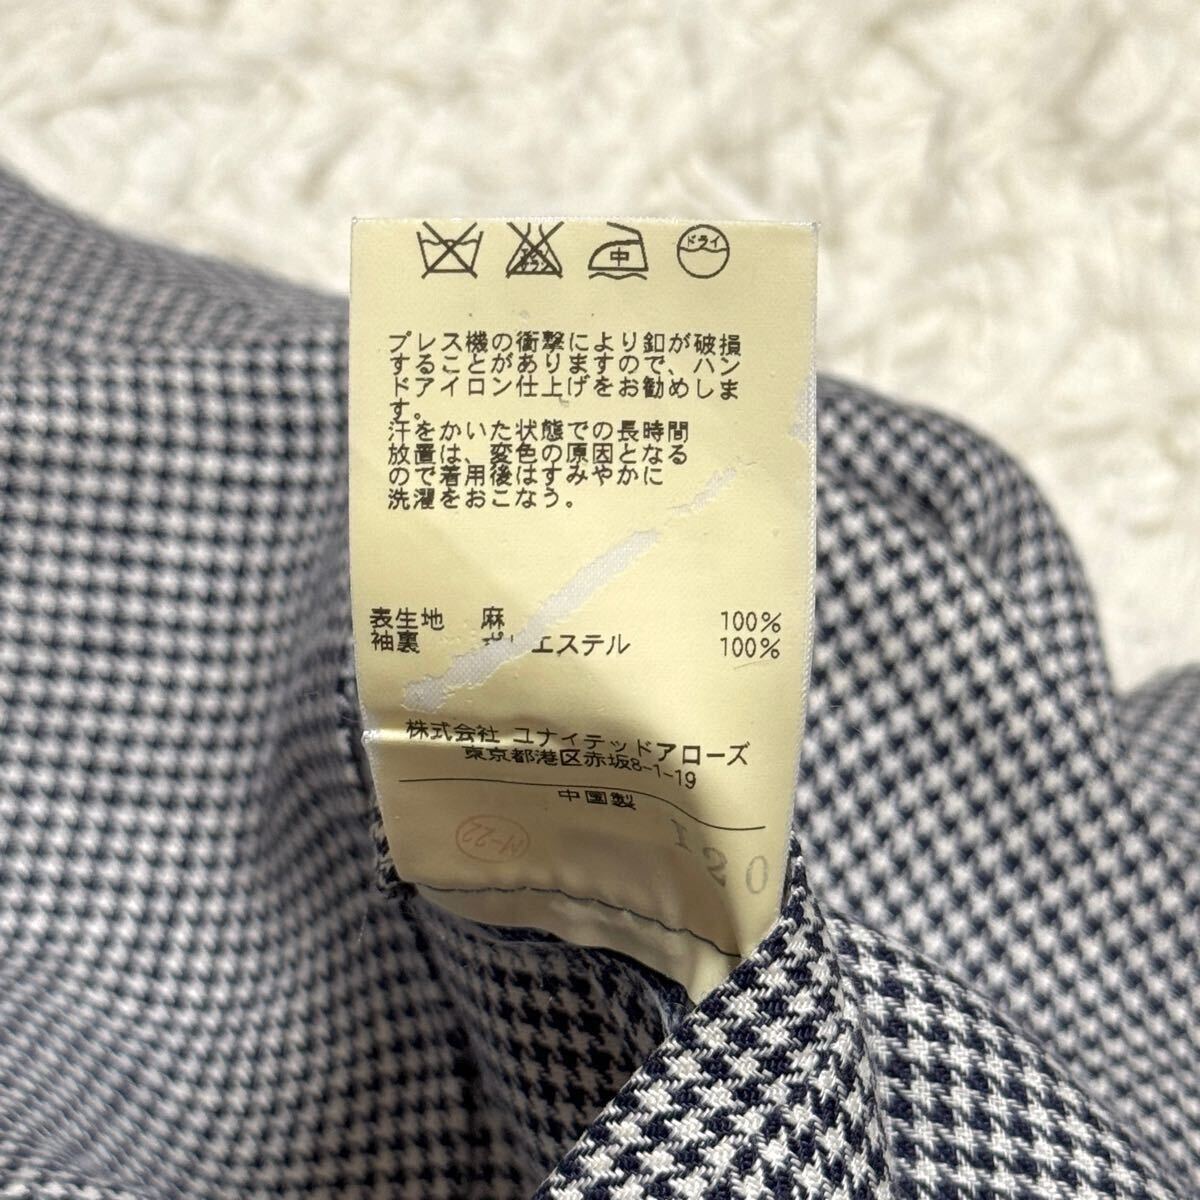 中
ドライ
プレス機の衝撃により釦が破損
することがありますので、ハン
ドアイロン仕上げをお勧めしま
す。
汗をかいた状態での長時間
放置は、変色の原因となる
ので着用後はすみやかに
洗濯をおこなう。
表生地 麻 100%
袖裏 ポリエステル 100%
株式会社 ユナイテッドアローズ
東京都港区赤坂8-1-19
中国製
M-22
120